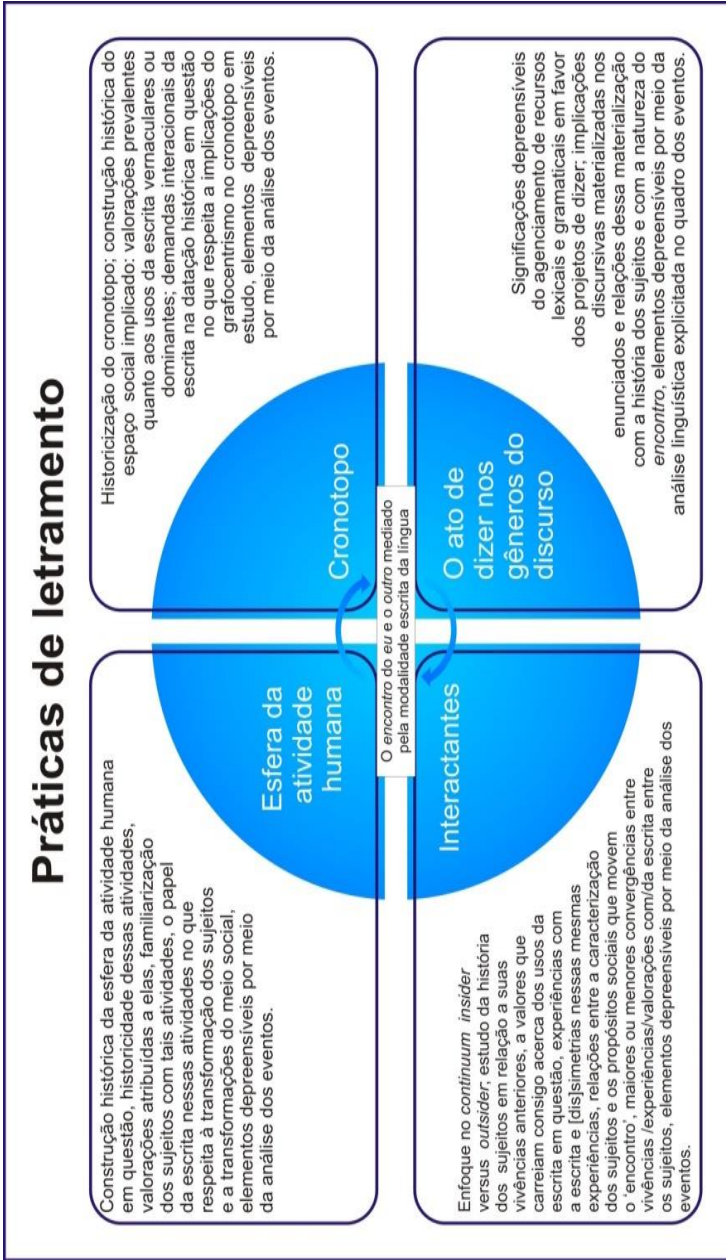 Práticas de letramento
Construção histórica da esfera da atividade humana
em questão, historicidade dessas atividades,
valorações atribuídas a elas, familiarização
dos sujeitos com tais atividades, o papel
da escrita nessas atividades no que
respeita à transformação dos sujeitos
e a transformações do meio social,
elementos depreensíveis por meio
da análise dos eventos.
Historicização do cronotopo; construção histórica do
espaço social implicado: valorações prevalentes
quanto aos usos da escrita vernaculares ou
dominantes; demandas interacionais da
escrita na datação histórica em questão
no que respeita a implicações do
grafocentrismo no cronotopo em
estudo, elementos depreensíveis
por meio da análise dos eventos.
Esfera da
atividade
humana
Cronotopo
O encontro do eu e o outro mediado
pela modalidade escrita da língua
Interactantes
O ato de
dizer nos
gêneros do
discurso
Enfoque no continuum insider
versus outsider, estudo da história
dos sujeitos em relação a suas
vivências anteriores, a valores que
carreiam consigo acerca dos usos da
escrita em questão, experiências com
a escrita e [dis]simetrias nessas mesmas
experiências, relações entre a caracterização
dos sujeitos e os propósitos sociais que movem
o ‘encontro’, maiores ou menores convergências entre
vivências /experiências/valorações com/da escrita entre
os sujeitos, elementos depreensíveis por meio da análise dos
eventos.
Significações depreensíveis
do agenciamento de recursos
lexicais e gramaticais em favor
dos projetos de dizer; implicações
discursivas materializadas nos
enunciados e relações dessa materialização
com a história dos sujeitos e com a natureza do
encontro, elementos depreensíveis por meio da
análise linguística explicitada no quadro dos eventos.